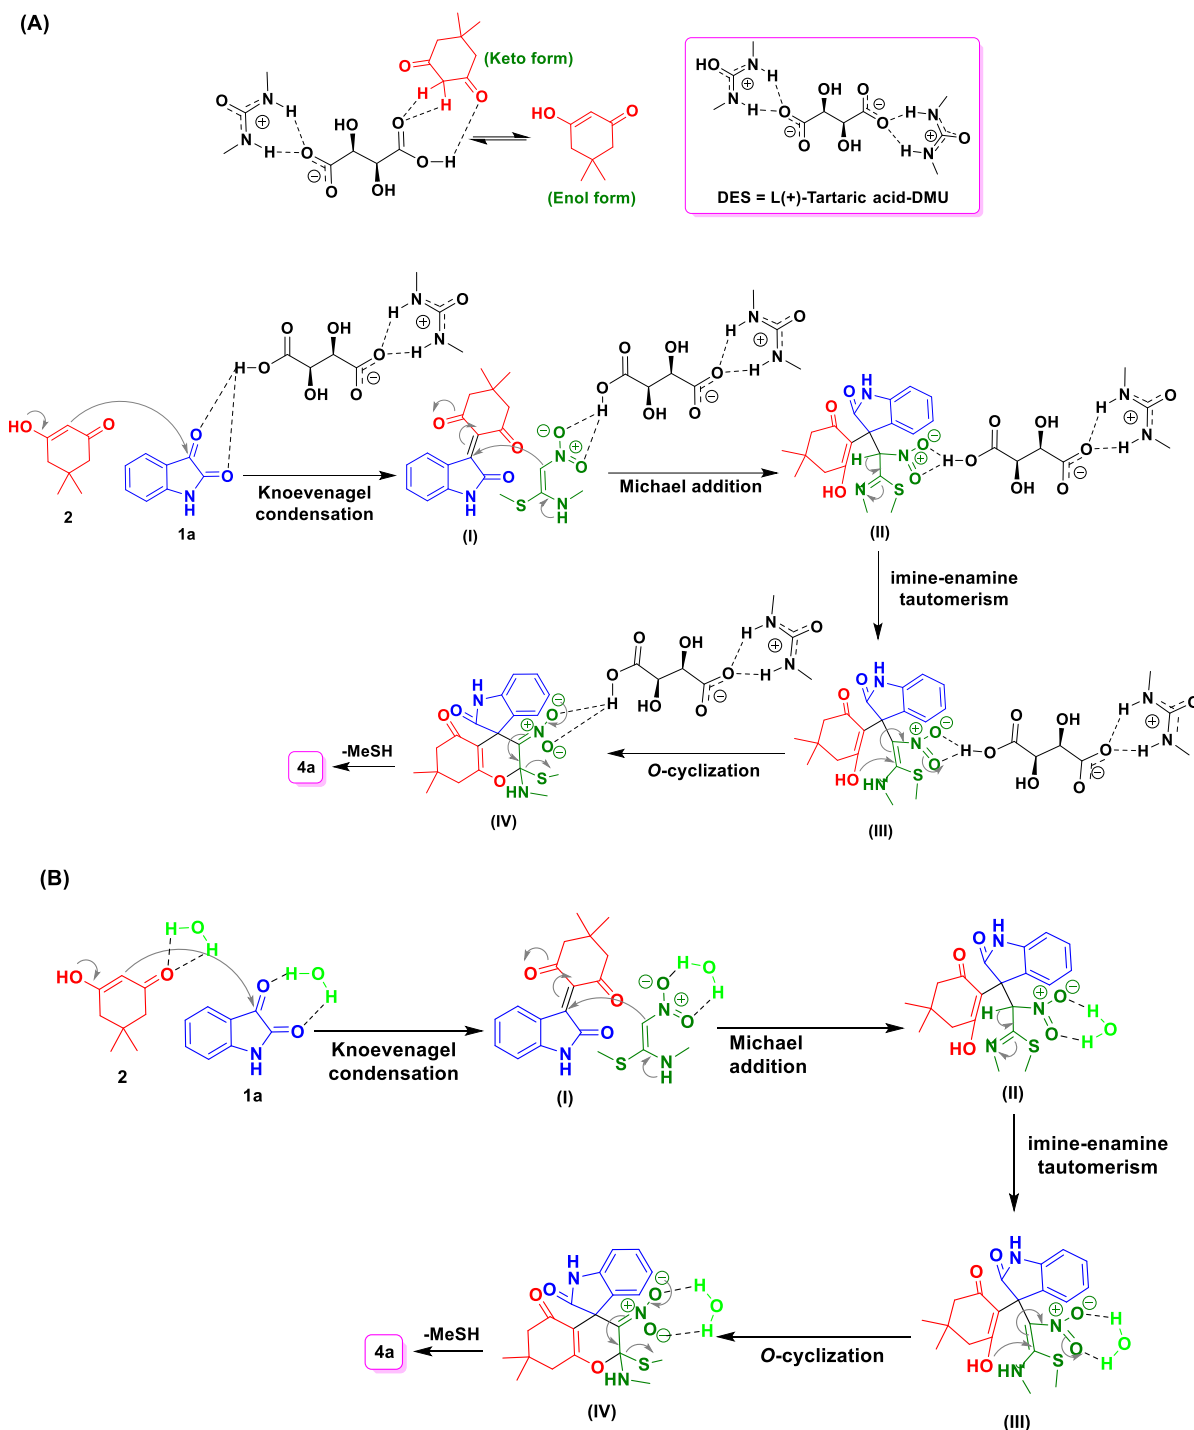 (A)
(Keto form)
(Enol form)
DES = L(+)-Tartaric acid-DMU
2
1a
Knoevenagel
condensation
(I)
Michael addition
(II)
imine-enamine
tautomerism
(III)
O-cyclization
(IV)
-MeSH
4a
(B)
2
1a
Knoevenagel
condensation
(I)
Michael
addition
(II)
imine-enamine
tautomerism
(III)
O-cyclization
(IV)
-MeSH
4a